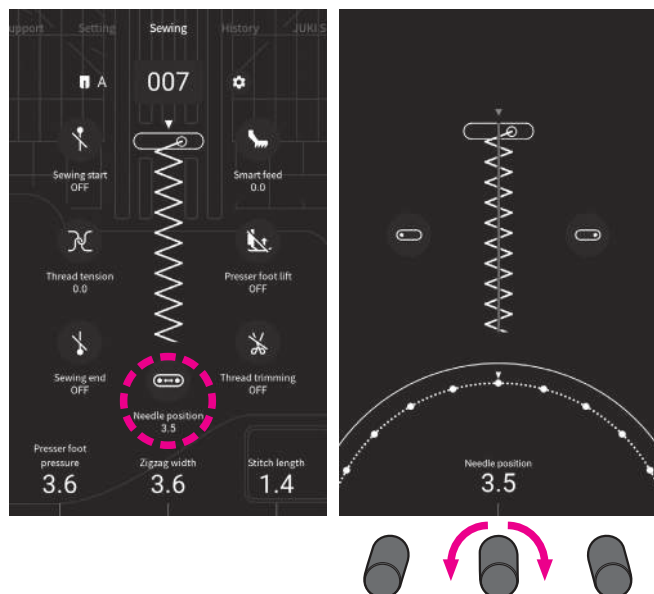 Support Setting Sewing History JUKI S
A 007
Sewing start
OFF
Smart feed
0.0
Thread tension
0.0
Presser foot lift
OFF
Sewing end
OFF
Thread trimming
OFF
Needle position
3.5
Presser foot
pressure
3.6
Zigzag width
3.6
Stitch length
1.4
Needle position
3.5